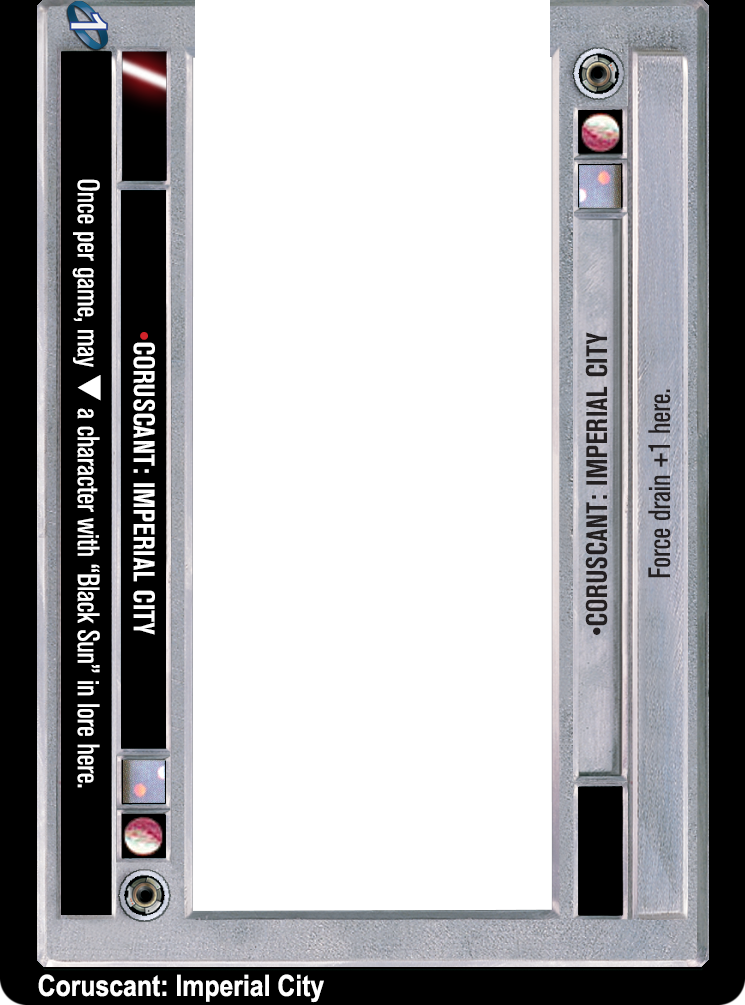 1
Once per game, may ▼ a character with “Black Sun” in lore here.
•CORUSCANT: IMPERIAL CITY
•CORUSCANT: IMPERIAL CITY
Force drain +1 here.
Coruscant: Imperial City